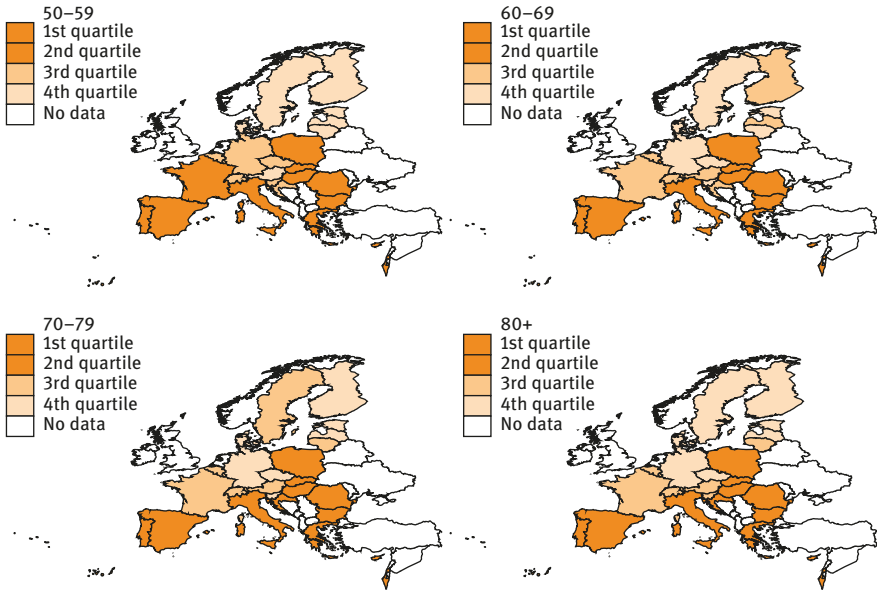 50–59
1st quartile
2nd quartile
3rd quartile
4th quartile
No data
60–69
1st quartile
2nd quartile
3rd quartile
4th quartile
No data
70–79
1st quartile
2nd quartile
3rd quartile
4th quartile
No data
80+
1st quartile
2nd quartile
3rd quartile
4th quartile
No data